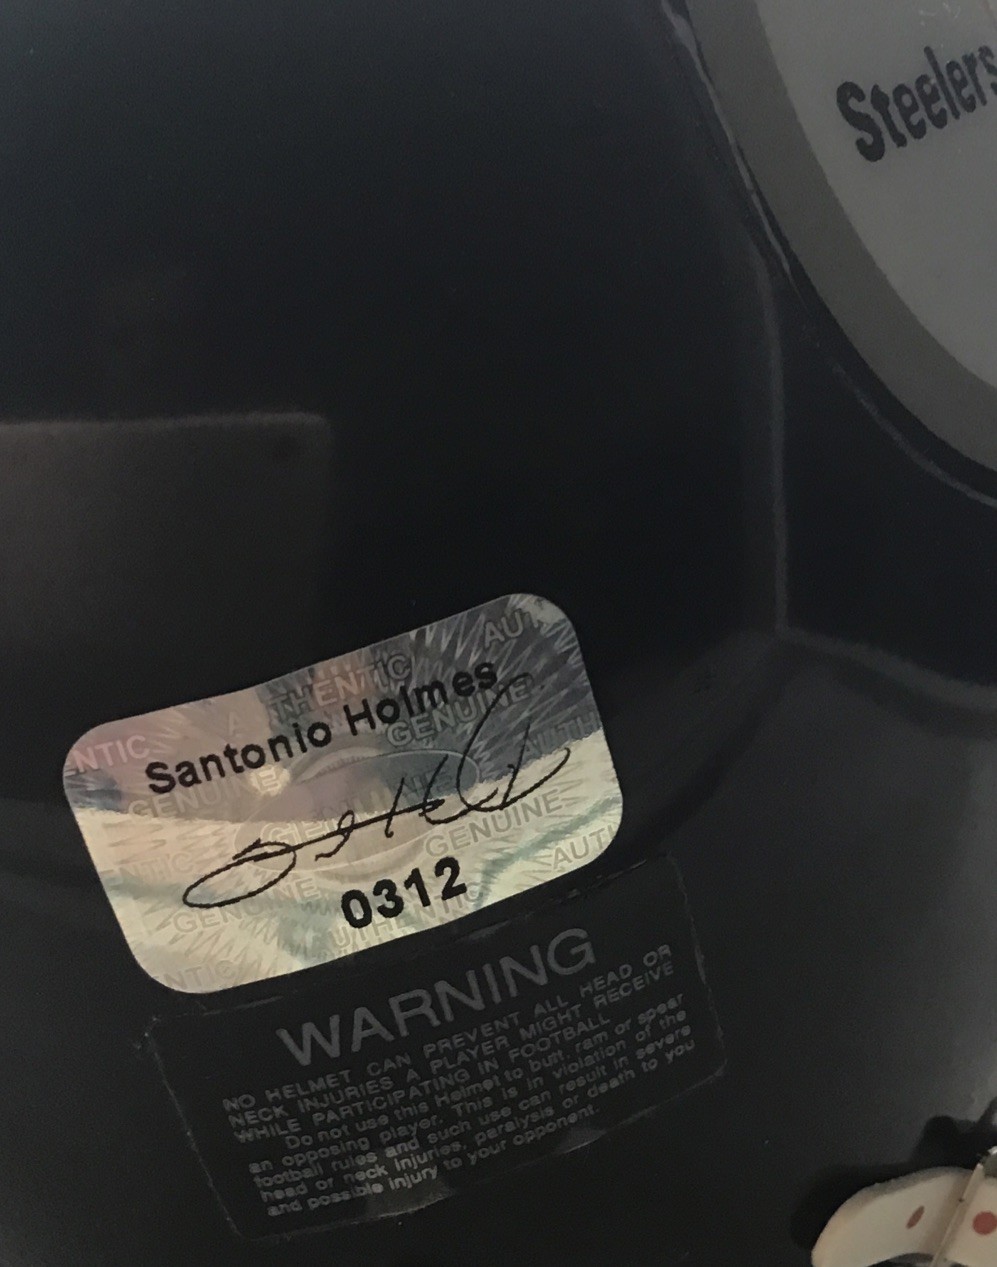 Steelers
Santonio Holmes
0312
WARNING
NO HELMET CAN PREVENT ALL HEAD OR
NECK INJURIES A PLAYER MIGHT RECEIVE
WHILE PARTICIPATING IN FOOTBALL
Do not use this Helmet to butt, ram or spear
an opposing player. This is in violation of the
football rules and such use can result in severe
head or neck injuries, paralysis or death to you
and possible injury to your opponent.